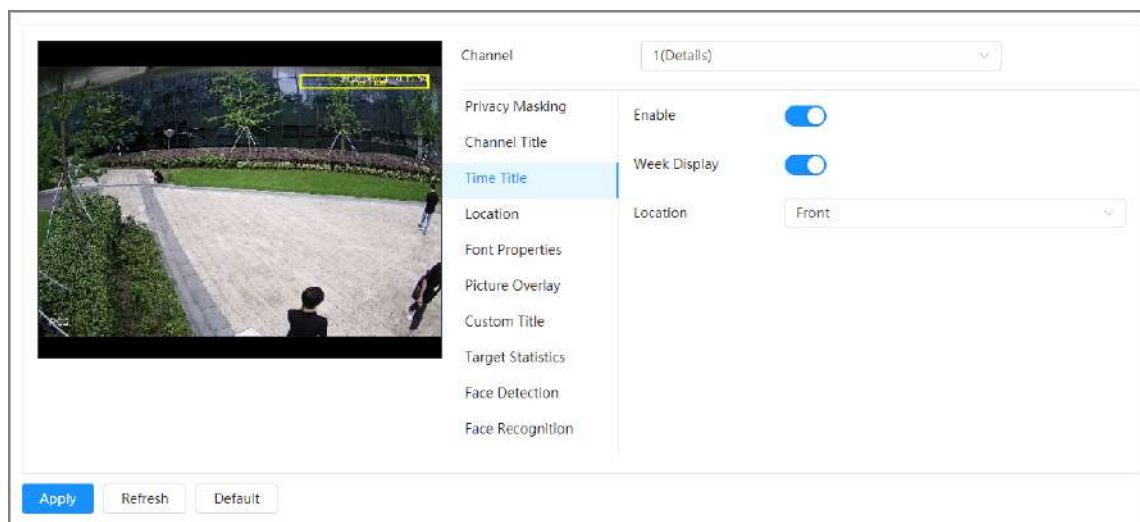 Channel
1(Details)
Privacy Masking
Channel Title
Time Title
Location
Font Properties
Picture Overlay
Custom Title
Target Statistics
Face Detection
Face Recognition
Enable
Week Display
Location
Front
Apply
Refresh
Default